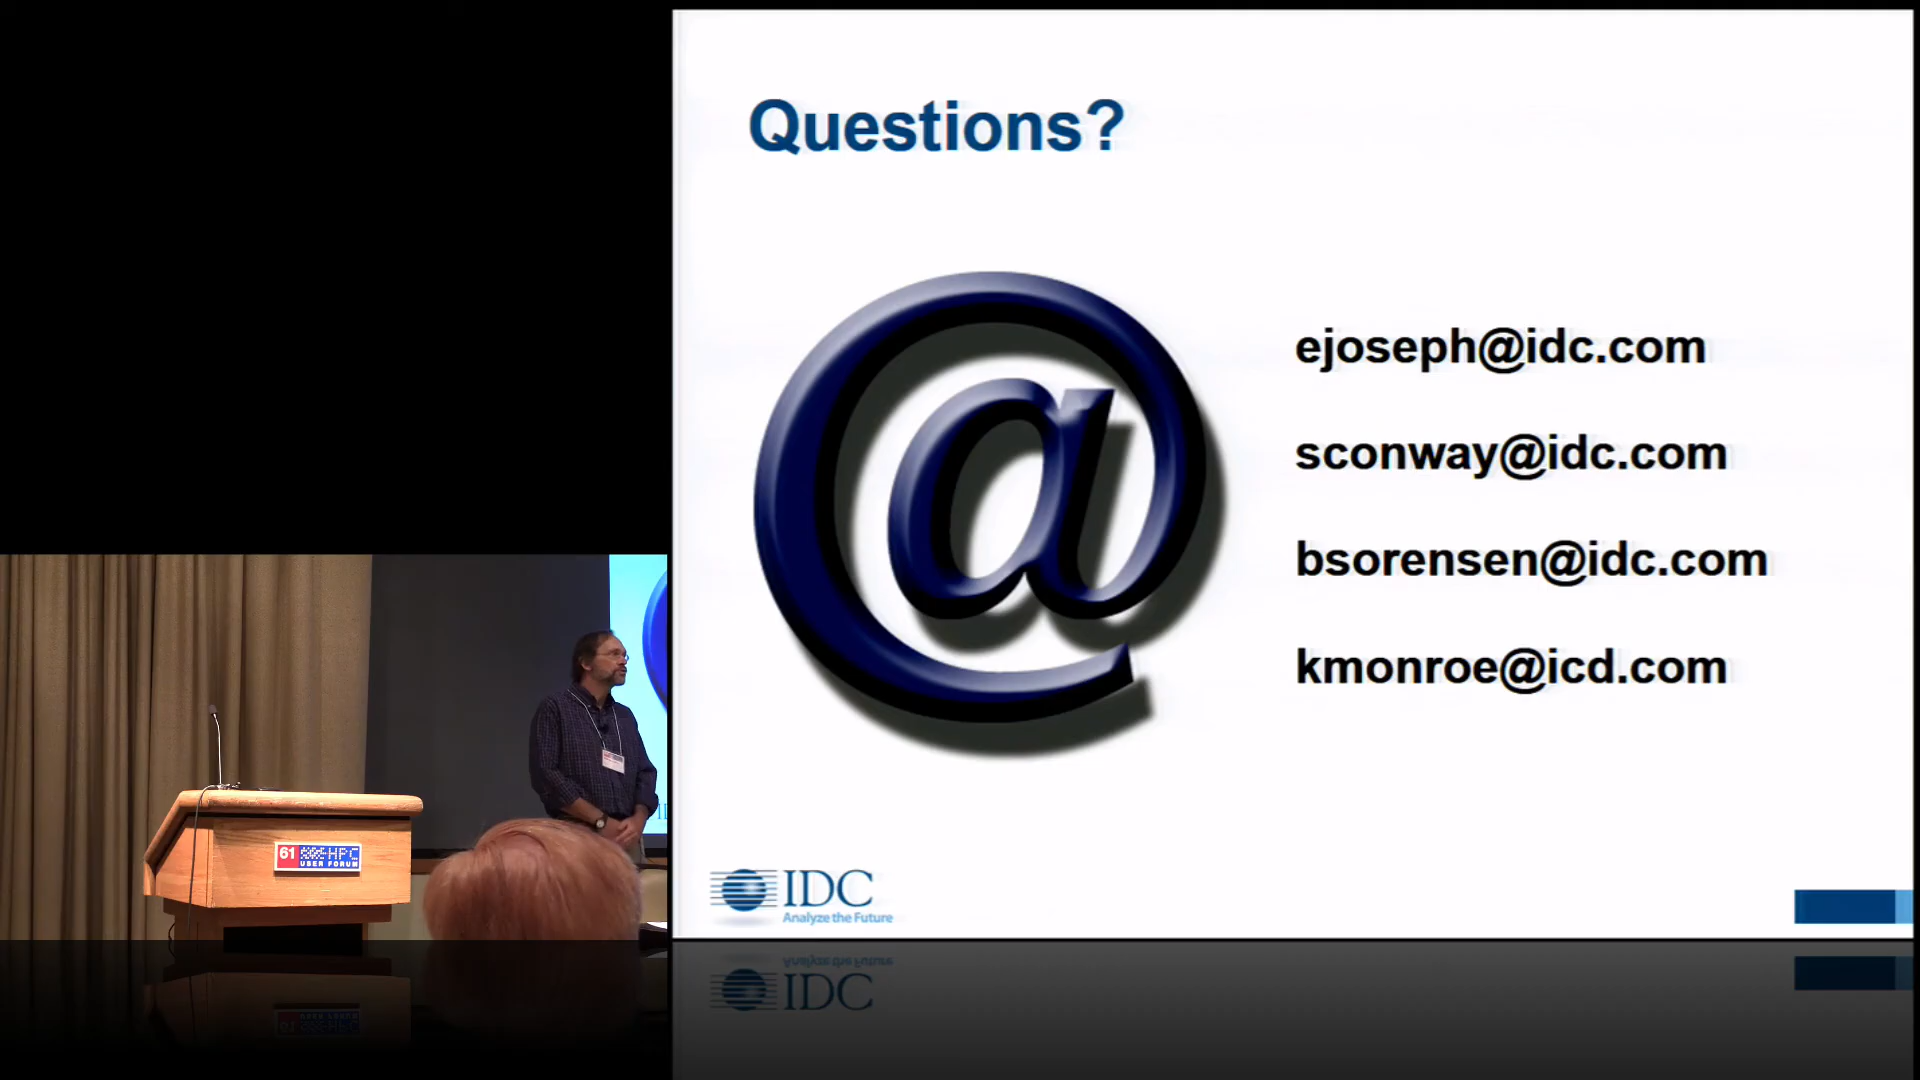 Questions?
@
ejoseph@idc.com
sconway@idc.com
bsorensen@idc.com
kmonroe@icd.com
IDC
Analyze the Future
61 HPC
USER FORUM